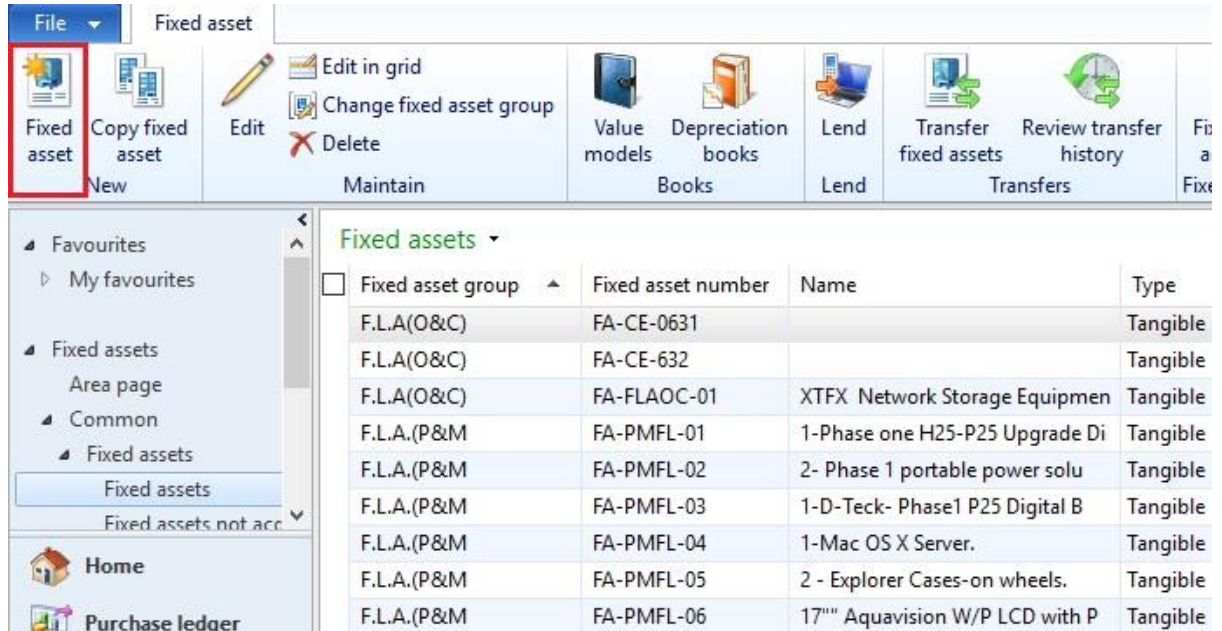 File
Fixed asset
Fixed asset
Copy fixed asset
New
Edit
Edit in grid
Change fixed asset group
Delete
Maintain
Value models
Depreciation books
Books
Lend
Lend
Transfer fixed assets
Review transfer history
Transfers
Fixe
Favourites
My favourites
Fixed assets
Area page
Common
Fixed assets
Fixed assets
Fixed assets not acc
Home
Purchase ledger
Fixed assets
Fixed asset group Fixed asset number Name Type
F.L.A(O&C) FA-CE-0631 Tangible
F.L.A(O&C) FA-CE-632 Tangible
F.L.A(O&C) FA-FLAOC-01 XTFX Network Storage Equipmen Tangible
F.L.A.(P&M FA-PMFL-01 1-Phase one H25-P25 Upgrade Di Tangible
F.L.A.(P&M FA-PMFL-02 2- Phase 1 portable power solu Tangible
F.L.A.(P&M FA-PMFL-03 1-D-Teck- Phase1 P25 Digital B Tangible
F.L.A.(P&M FA-PMFL-04 1-Mac OS X Server. Tangible
F.L.A.(P&M FA-PMFL-05 2 - Explorer Cases-on wheels. Tangible
F.L.A.(P&M FA-PMFL-06 17"" Aquavision W/P LCD with P Tangible